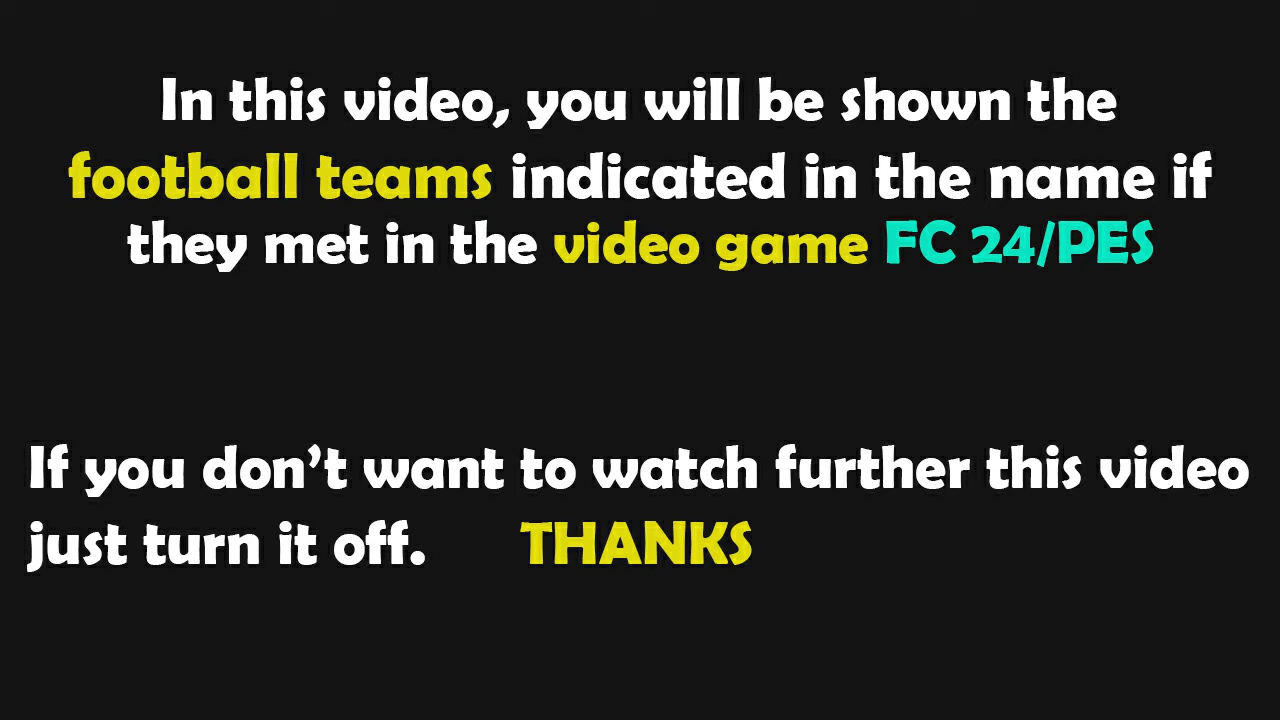 In this video, you will be shown the
football teams indicated in the name if
they met in the video game FC 24/PES
If you don’t want to watch further this video
just turn it off. THANKS